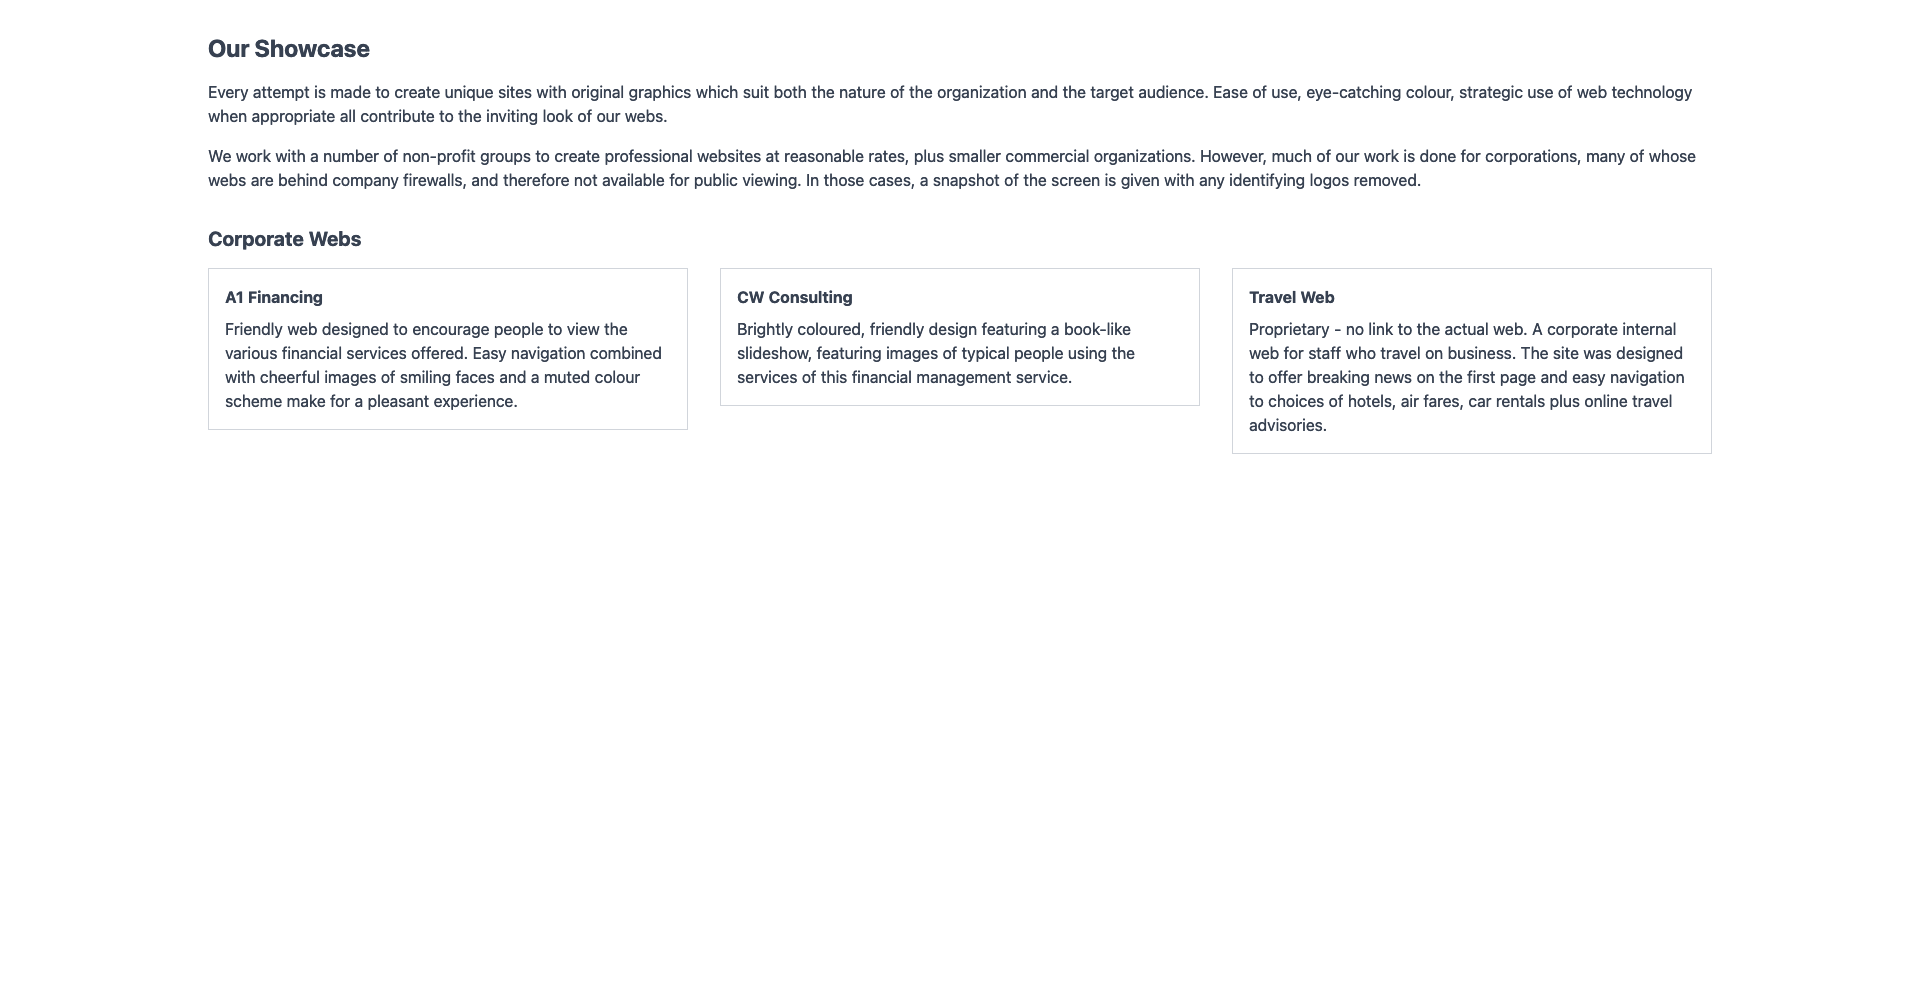 Our Showcase
Every attempt is made to create unique sites with original graphics which suit both the nature of the organization and the target audience. Ease of use, eye-catching colour, strategic use of web technology
when appropriate all contribute to the inviting look of our webs.
We work with a number of non-profit groups to create professional websites at reasonable rates, plus smaller commercial organizations. However, much of our work is done for corporations, many of whose
webs are behind company firewalls, and therefore not available for public viewing. In those cases, a snapshot of the screen is given with any identifying logos removed.
Corporate Webs
A1 Financing
Friendly web designed to encourage people to view the
various financial services offered. Easy navigation combined
with cheerful images of smiling faces and a muted colour
scheme make for a pleasant experience.
CW Consulting
Brightly coloured, friendly design featuring a book-like
slideshow, featuring images of typical people using the
services of this financial management service.
Travel Web
Proprietary - no link to the actual web. A corporate internal
web for staff who travel on business. The site was designed
to offer breaking news on the first page and easy navigation
to choices of hotels, air fares, car rentals plus online travel
advisories.